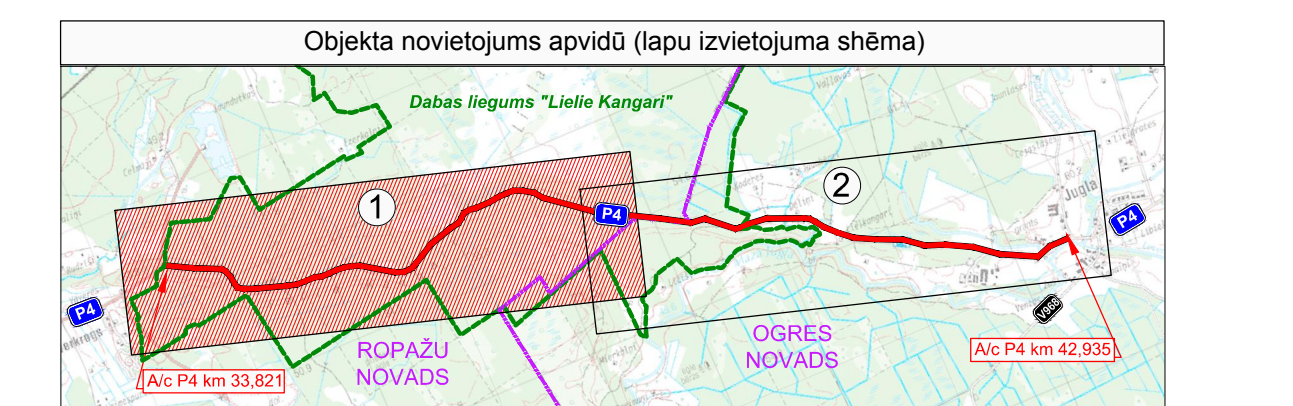 Objekta novietojums apvidū (lapu izvietojuma shēma)
Dabas liegums "Lielie Kangari"
1
2
P4
P4
P4
Jugla
V968
ROPAŽU
NOVADS
OGRES
NOVADS
A/c P4 km 33,821
A/c P4 km 42,935